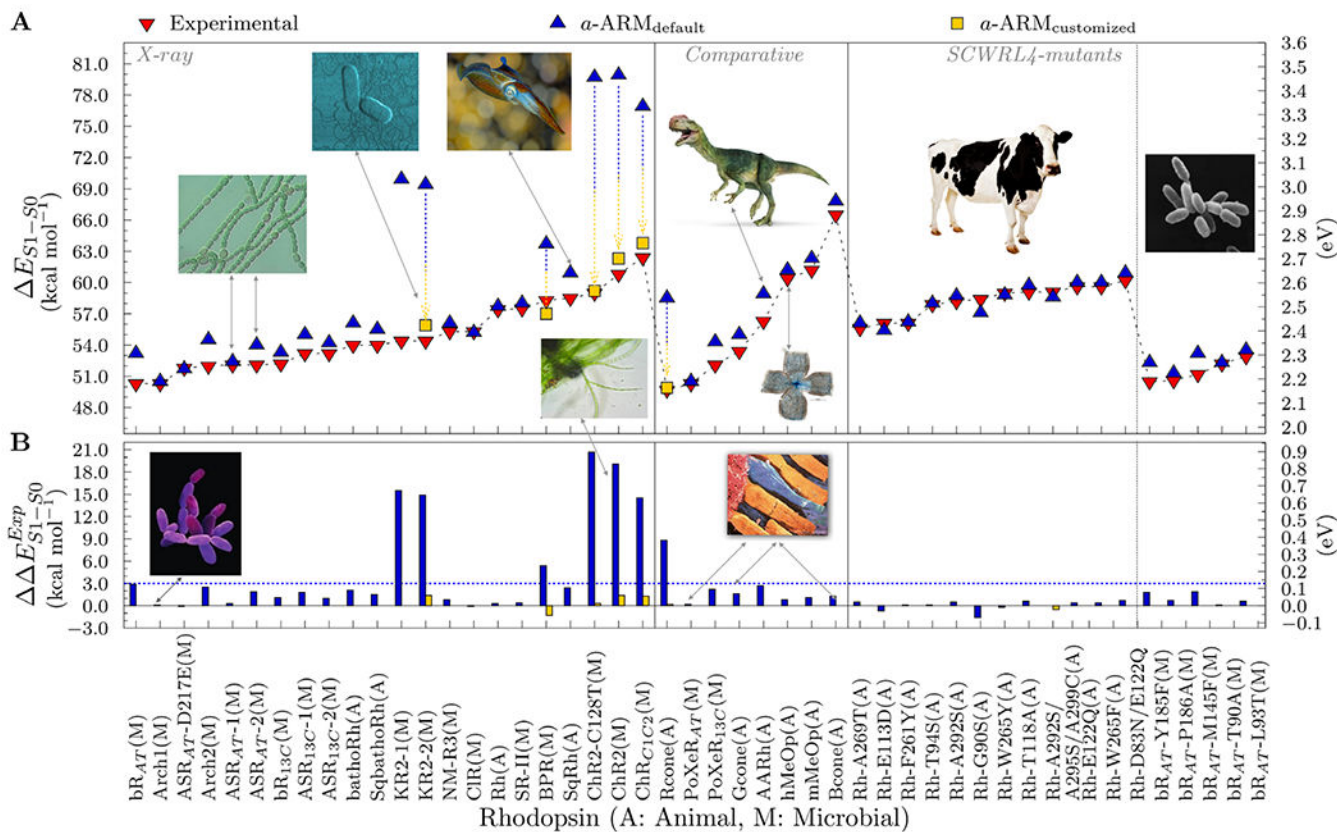 Experimental a-ARMdefault a-ARMcustomized
A
X-ray Comparative SCWRL4-mutants
ΔE S1−S0
(kcal mol−1)
81.0
78.0
75.0
72.0
69.0
66.0
63.0
60.0
57.0
54.0
51.0
48.0
3.6
3.5
3.4
3.3
3.2
3.1
3.0
2.9
2.8
2.7
2.6
2.5
2.4
2.3
2.2
2.1
2.0
(eV)
B
ΔΔE Exp S1−S0
(kcal mol−1)
21.0
18.0
15.0
12.0
9.0
6.0
3.0
0.0
−3.0
0.9
0.8
0.7
0.6
0.5
0.4
0.3
0.2
0.1
0.0
−0.1
(eV)
bRAT(M)
Arch1(M)
ASRAT-D217E(M)
Arch2(M)
ASRAT-1(M)
ASRAT-2(M)
bR13C(M)
ASR13C-1(M)
ASR13C-2(M)
bathoRh(A)
SqbathoRh(A)
KR2-1(M)
KR2-2(M)
NM-R3(M)
ClR(M)
Rh(A)
SR-II(M)
BPR(M)
SqRh(A)
ChR2-C128T(M)
ChR2(M)
ChRC1C2(M)
Rcone(A)
PoXeRAT(M)
PoXeR13C(M)
Gcone(A)
AARh(A)
hMeOp(A)
mMeOp(A)
Bcone(A)
Rh-A269T(A)
Rh-E113D(A)
Rh-F261Y(A)
Rh-T94S(A)
Rh-A292S(A)
Rh-G90S(A)
Rh-W265Y(A)
Rh-T118A(A)
Rh-A292S/
A295S/A299C(A)
Rh-E122Q(A)
Rh-W265F(A)
Rh-D83N/E122Q
bRAT-Y185F(M)
bRAT-P186A(M)
bRAT-M145F(M)
bRAT-T90A(M)
bRAT-L93T(M)
Rhodopsin (A: Animal, M: Microbial)